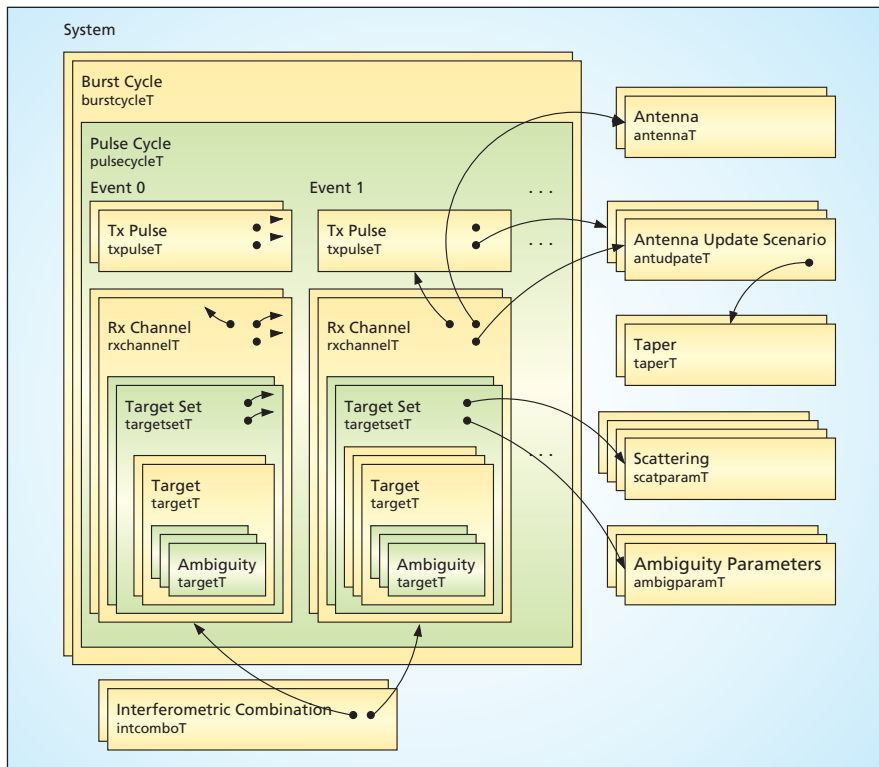 System
Burst Cycle
burstcycleT
Pulse Cycle
pulsecycleT
Event 0
Event 1
. . .
Tx Pulse
txpulseT
Tx Pulse
txpulseT
. . .
Rx Channel
rxchannelT
Rx Channel
rxchannelT
Target Set
targetsetT
Target Set
targetsetT
. . .
Target
targetT
Target
targetT
Ambiguity
targetT
Ambiguity
targetT
Interferometric Combination
intcomboT
Antenna
antennaT
Antenna Update Scenario
antudpateT
Taper
taperT
Scattering
scatparamT
Ambiguity Parameters
ambigparamT